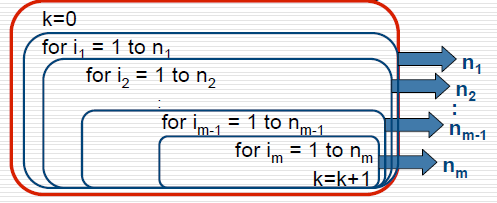 k=0
for i₁ = 1 to n₁
n₁
for i₂ = 1 to n₂
n₂
:
:
for iₘ₋₁ = 1 to nₘ₋₁
nₘ₋₁
for iₘ = 1 to nₘ
nₘ
k=k+1